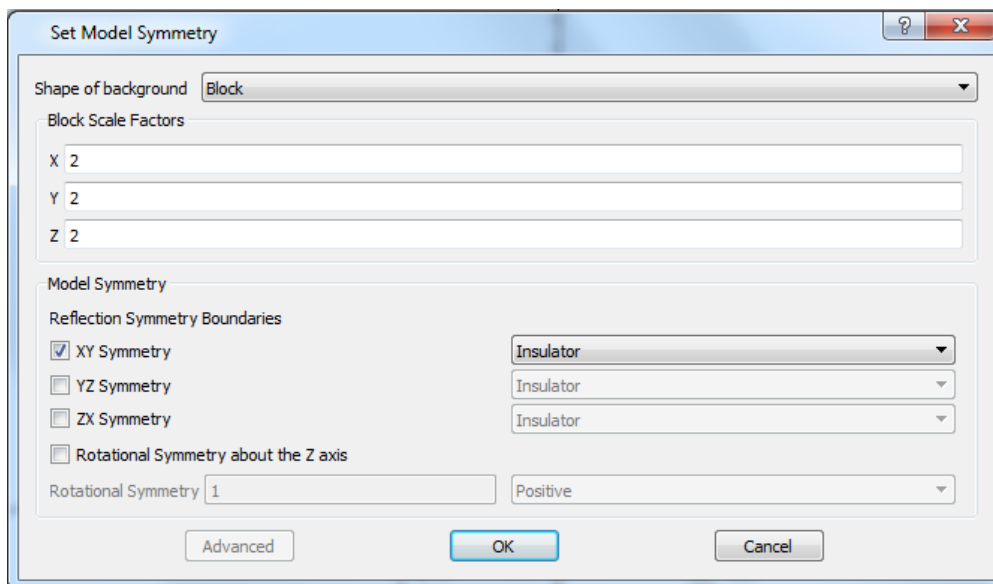 Set Model Symmetry
Shape of background Block
Block Scale Factors
X 2
Y 2
Z 2
Model Symmetry
Reflection Symmetry Boundaries
XY Symmetry Insulator
YZ Symmetry Insulator
ZX Symmetry Insulator
Rotational Symmetry about the Z axis
Rotational Symmetry 1 Positive
Advanced OK Cancel